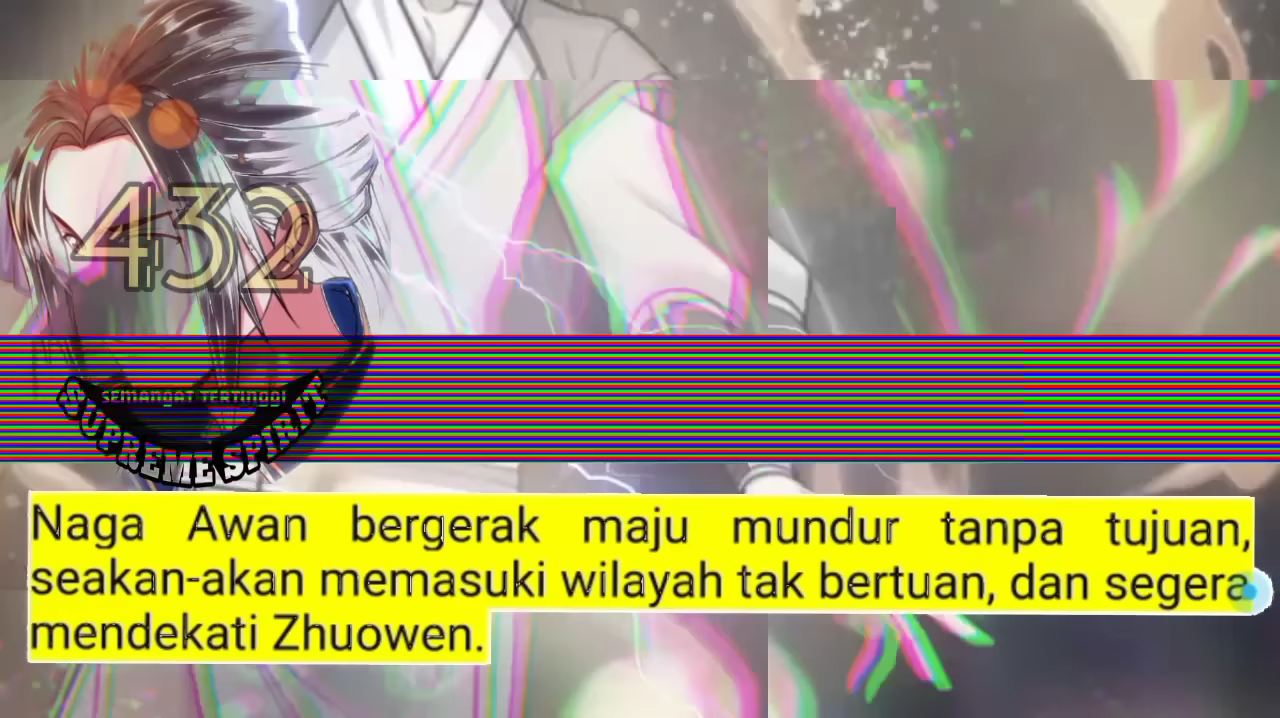 432
SEMANGAT TERTINGGI
SUPREME SPIRIT
Naga Awan bergerak maju mundur tanpa tujuan,
seakan-akan memasuki wilayah tak bertuan, dan segera
mendekati Zhuowen.